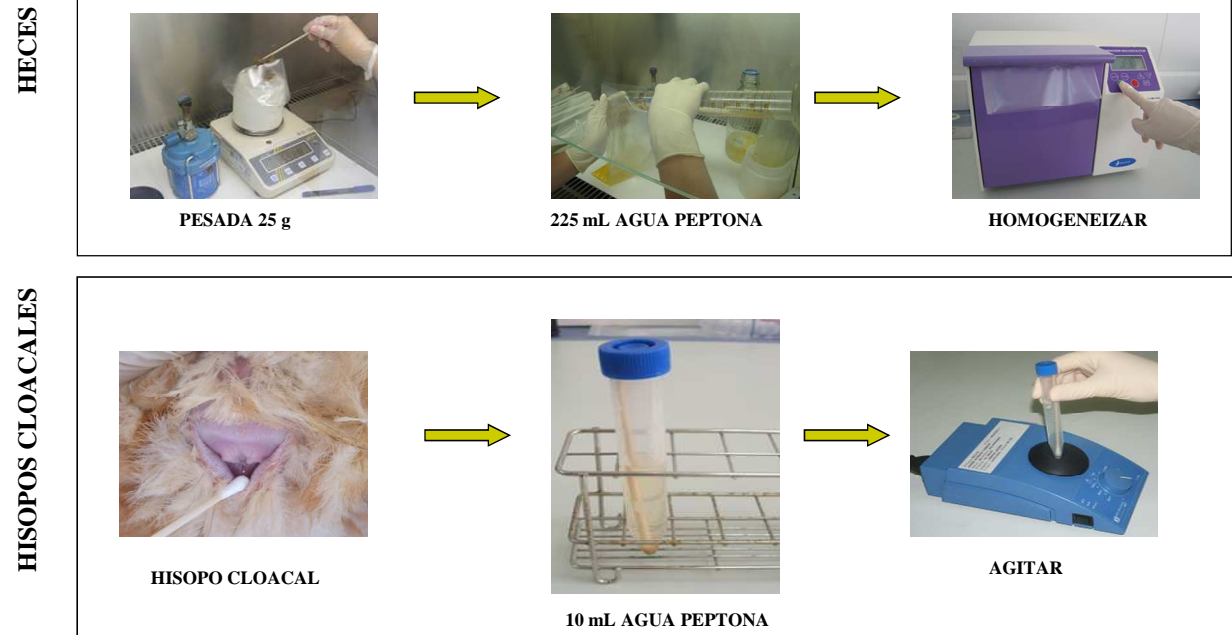 HECES
PESADA 25 g
225 mL AGUA PEPTONA
HOMOGENEIZAR
HISOPOS CLOACALES
HISOPO CLOACAL
10 mL AGUA PEPTONA
AGITAR